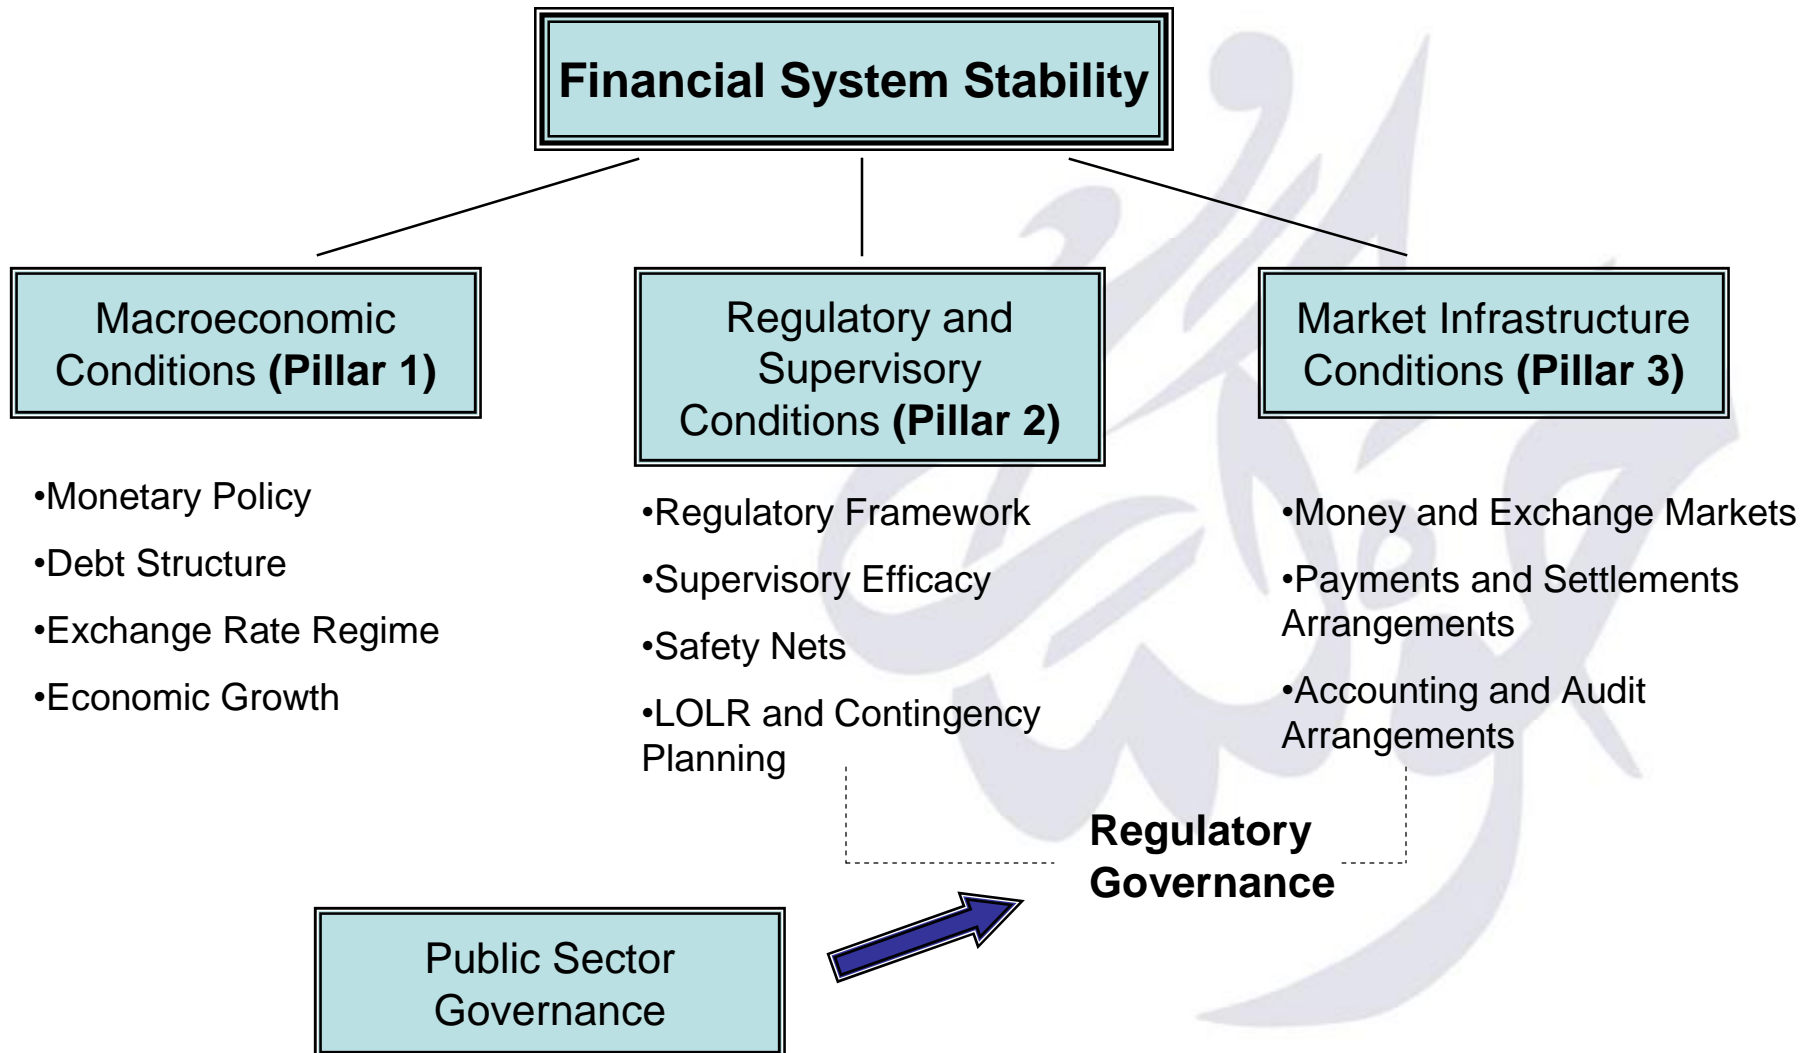 Financial System Stability
Macroeconomic
Conditions (Pillar 1)
Regulatory and
Supervisory
Conditions (Pillar 2)
Market Infrastructure
Conditions (Pillar 3)
•Monetary Policy
•Debt Structure
•Exchange Rate Regime
•Economic Growth
•Regulatory Framework
•Supervisory Efficacy
•Safety Nets
•LOLR and Contingency
Planning
•Money and Exchange Markets
•Payments and Settlements
Arrangements
•Accounting and Audit
Arrangements
Regulatory
Governance
Public Sector
Governance